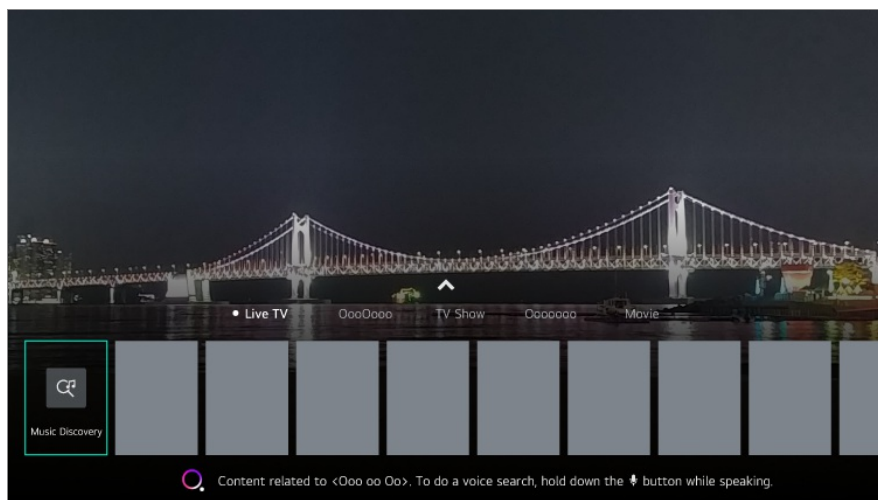 Live TV OooOooo TV Show Ooooooo Movie
Music Discovery
Content related to <Ooo oo Oo>. To do a voice search, hold down the button while speaking.